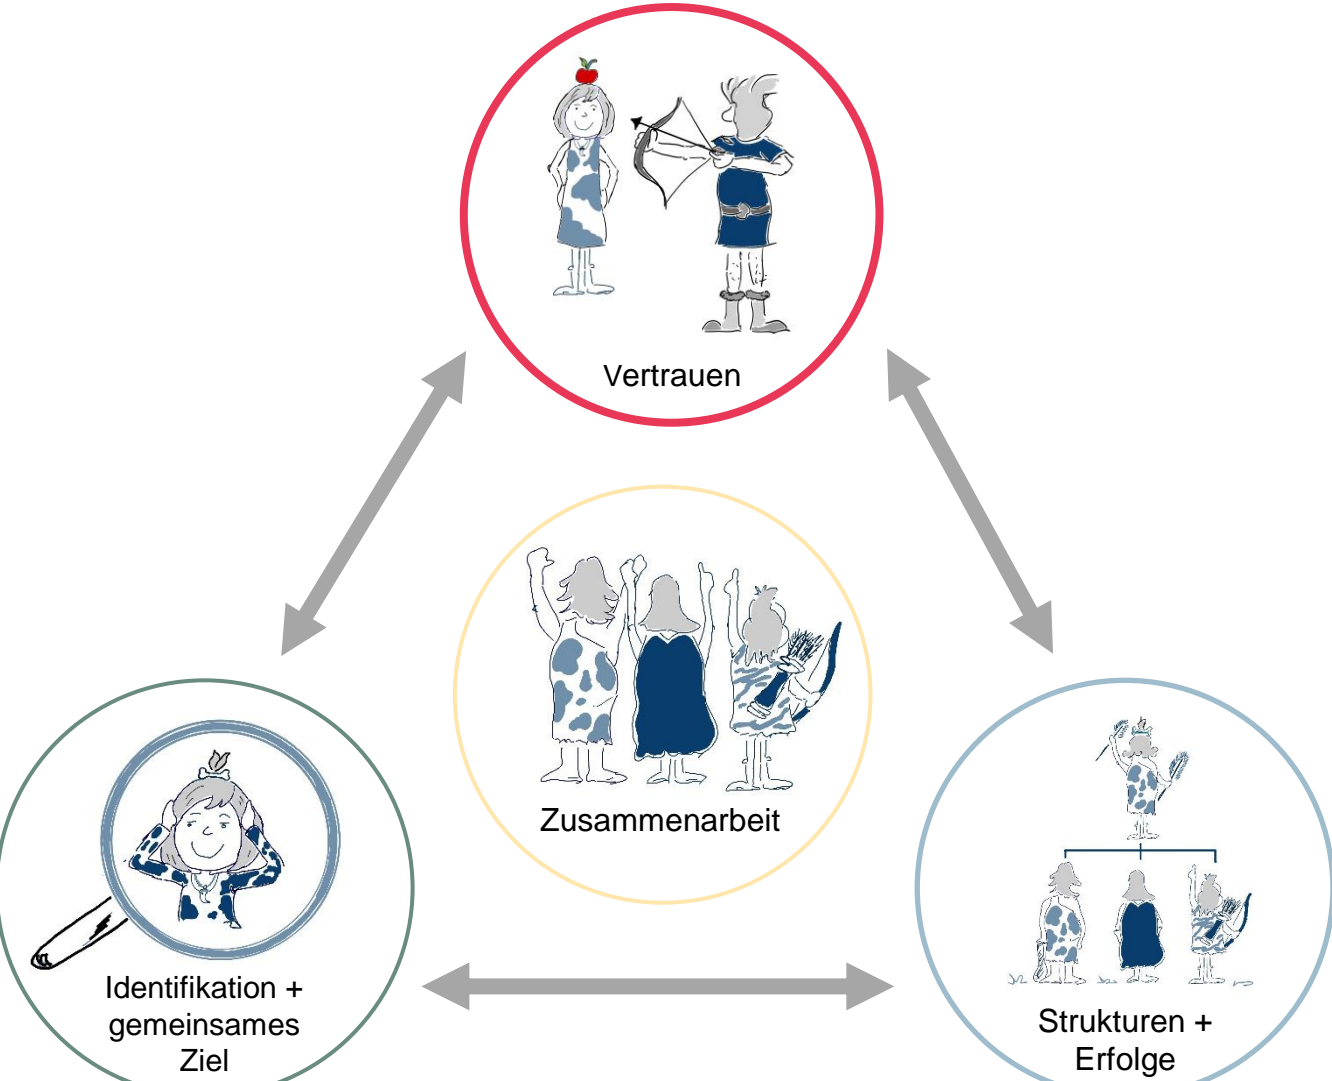 Vertrauen
Zusammenarbeit
Identifikation +
gemeinsames
Ziel
Strukturen +
Erfolge